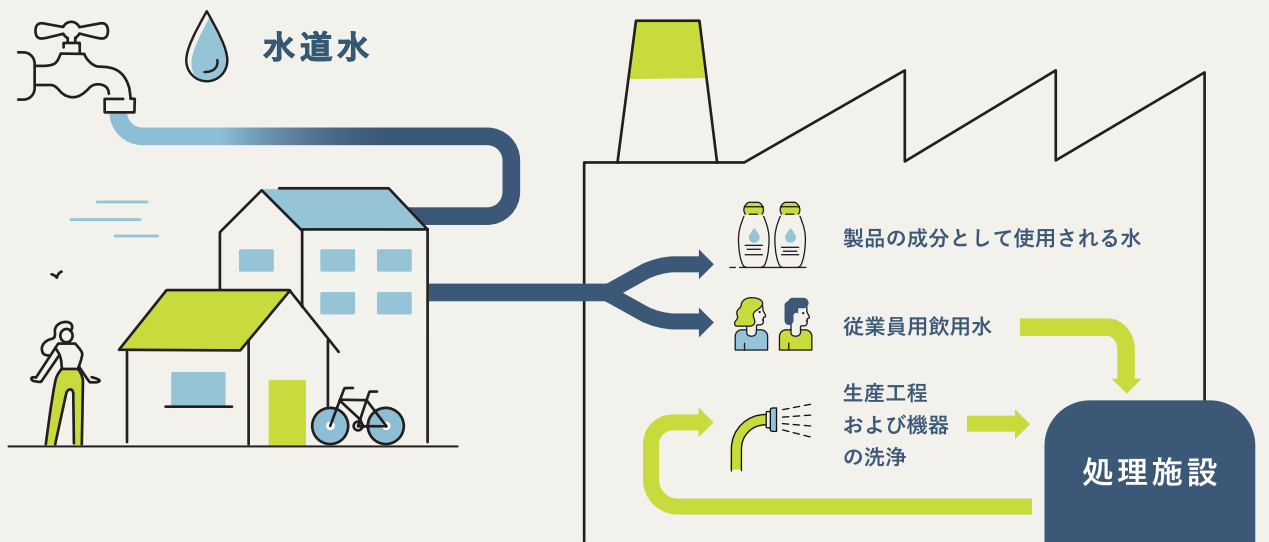 水道水
製品の成分として使用される水
従業員用飲用水
生産工程
および機器
の洗浄
処理施設